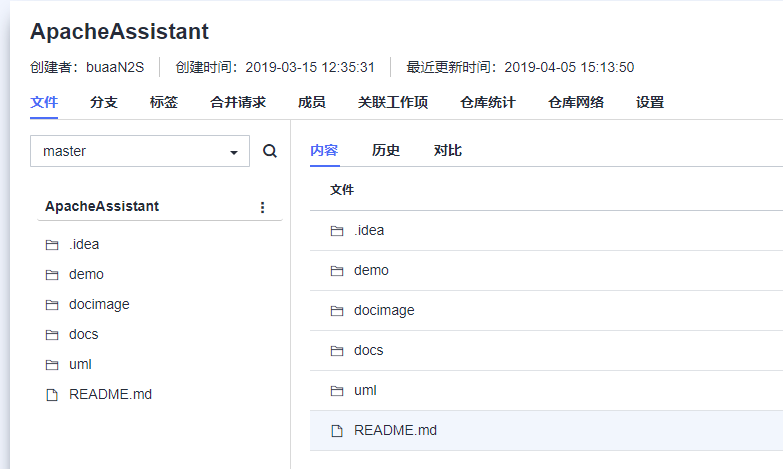 ApacheAssistant
创建者：buaaN2S 创建时间：2019-03-15 12:35:31 最近更新时间：2019-04-05 15:13:50
文件 分支 标签 合并请求 成员 关联工作项 仓库统计 仓库网络 设置
master
内容 历史 对比
文件
ApacheAssistant
.idea
demo
docimage
docs
uml
README.md
.idea
demo
docimage
docs
uml
README.md